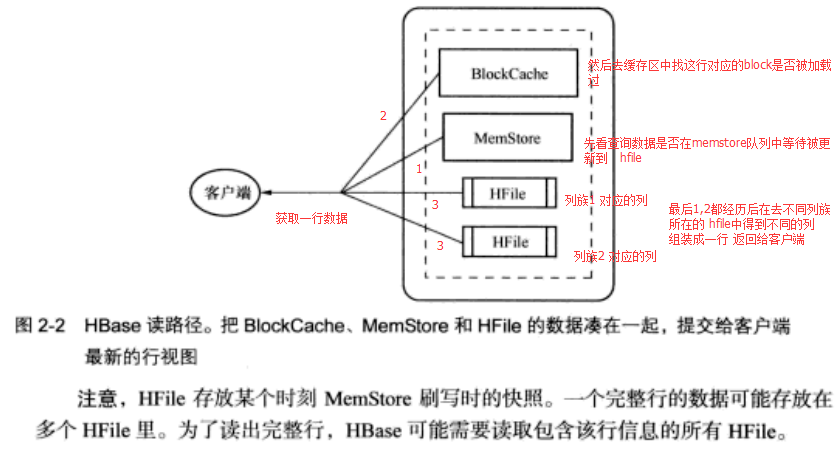 BlockCache
然后去缓存区中找这行对应的block是否被加载
过
2
MemStore
先看查询数据是否在memstore队列中等待被更
新到 hfile
1
客户端
获取一行数据
3
HFile
列族1 对应的列
3
HFile
列族2 对应的列
最后1,2都经历后在去不同列族
所在的 hfile中得到不同的列
组装成一行 返回给客户端
图 2-2 HBase 读路径。把 BlockCache、MemStore 和 HFile 的数据凑在一起，提交给客户端
最新的行视图
注意，HFile 存放某个时刻 MemStore 刷写时的快照。一个完整行的数据可能存放在
多个 HFile 里。为了读出完整行，HBase 可能需要读取包含该行信息的所有 HFile。